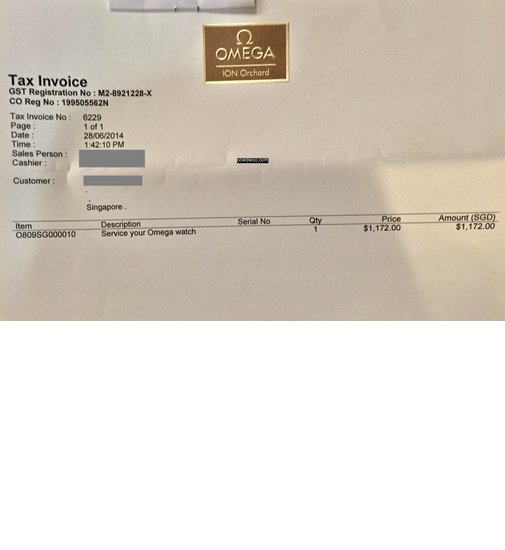 Ω
OMEGA
ION Orchard
Tax Invoice
GST Registration No : M2-8921228-X
CO Reg No : 199505562N
Tax Invoice No : 6229
Page : 1 of 1
Date : 28/06/2014
Time : 1:42:10 PM
Sales Person :
Cashier :
Customer :
.
.
Singapore .
Item Description Serial No Qty Price Amount (SGD)
O809SG000010 Service your Omega watch 1 $1,172.00 $1,172.00